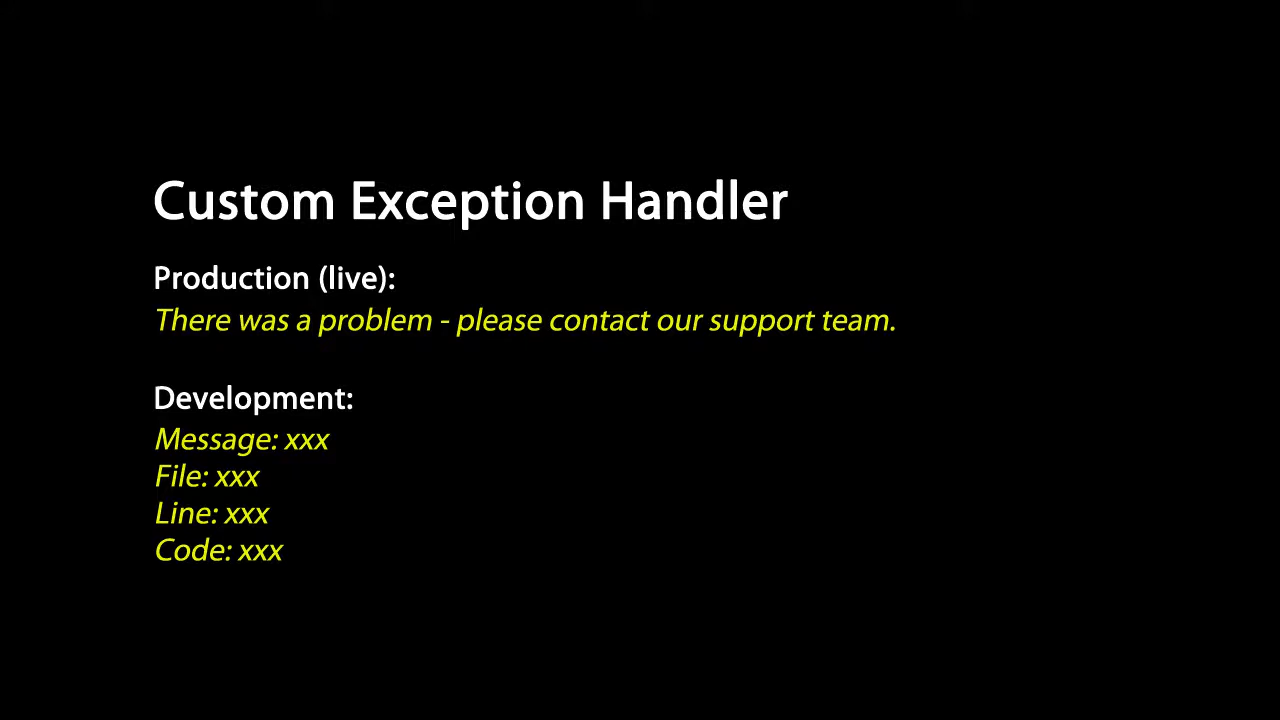 Custom Exception Handler
Production (live):
There was a problem - please contact our support team.
Development:
Message: xxx
File: xxx
Line: xxx
Code: xxx